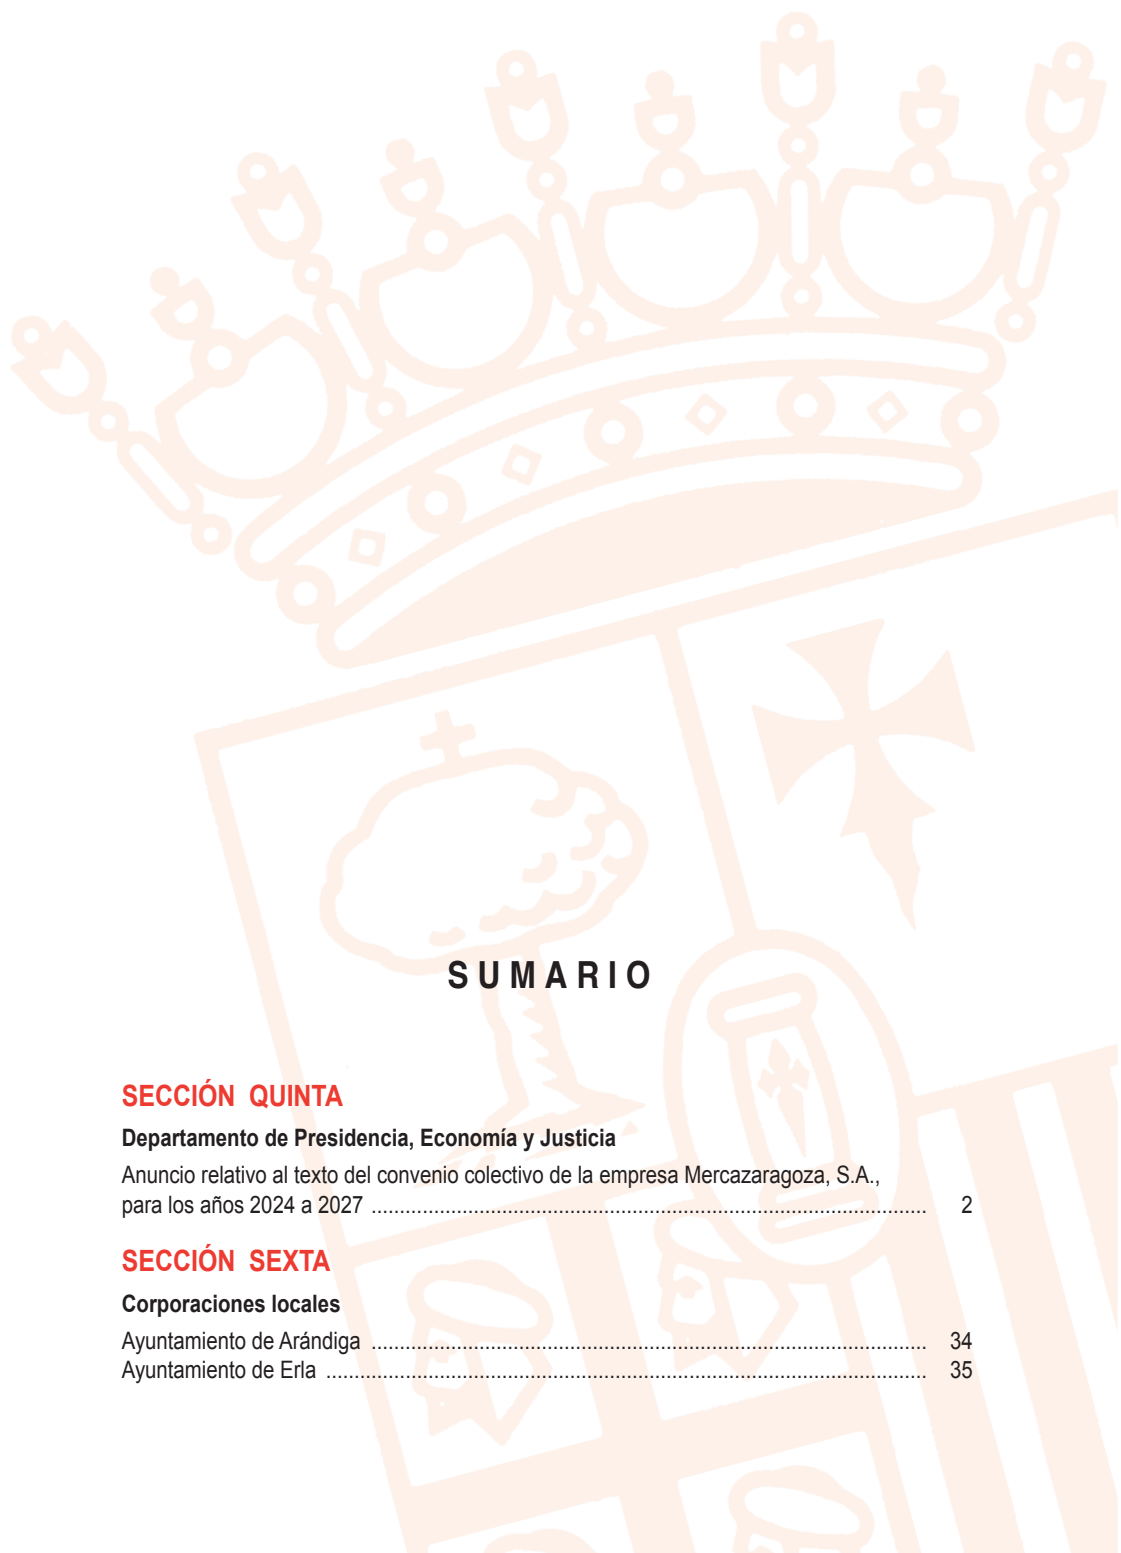 SUMARIO
SECCIÓN QUINTA
Departamento de Presidencia, Economía y Justicia
Anuncio relativo al texto del convenio colectivo de la empresa Mercazaragoza, S.A.,
para los años 2024 a 2027 ................................................................................................... 2
SECCIÓN SEXTA
Corporaciones locales
Ayuntamiento de Arándiga ................................................................................................... 34
Ayuntamiento de Erla ........................................................................................................... 35